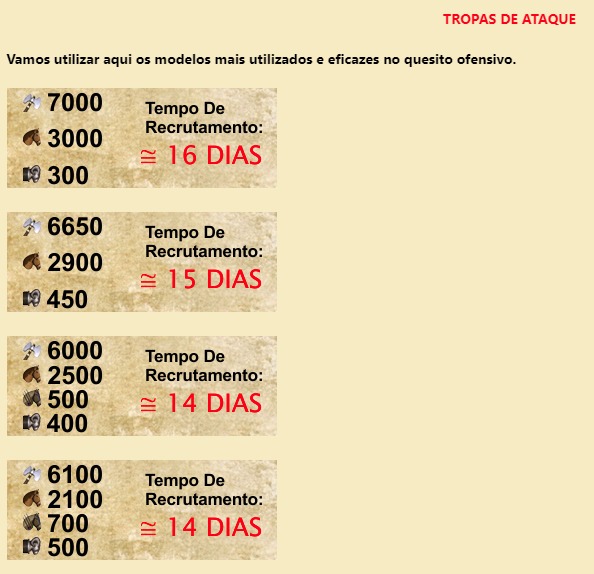 TROPAS DE ATAQUE
Vamos utilizar aqui os modelos mais utilizados e eficazes no quesito ofensivo.
7000
3000
300
Tempo De
Recrutamento:
≅ 16 DIAS
6650
2900
450
Tempo De
Recrutamento:
≅ 15 DIAS
6000
2500
500
400
Tempo De
Recrutamento:
≅ 14 DIAS
6100
2100
700
500
Tempo De
Recrutamento:
≅ 14 DIAS